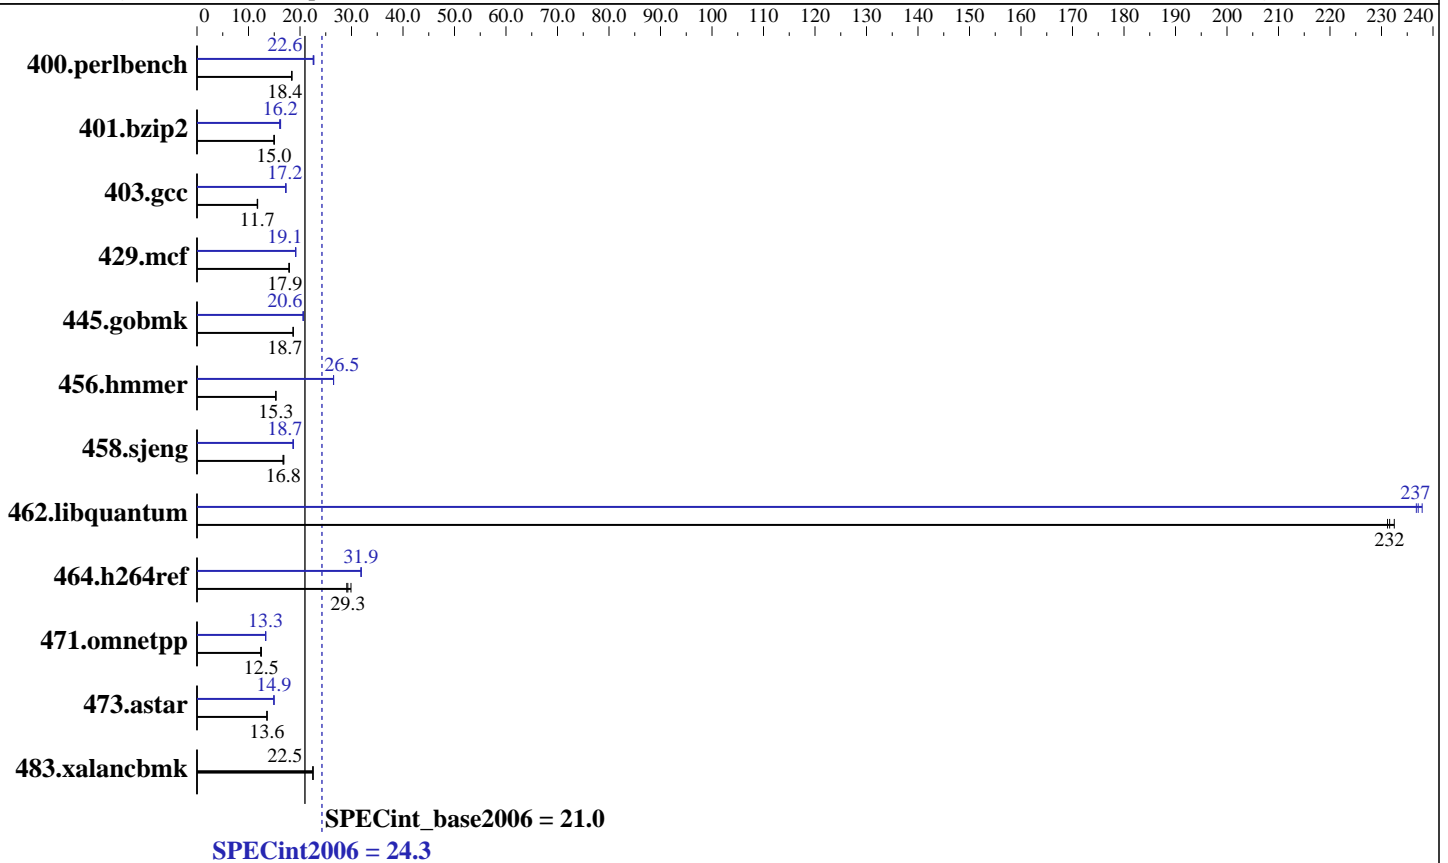 0 10.0 20.0 30.0 40.0 50.0 60.0 70.0 80.0 90.0 100 110 120 130 140 150 160 170 180 190 200 210 220 230 240
22.6
400.perlbench
18.4
16.2
401.bzip2
15.0
17.2
403.gcc
11.7
19.1
429.mcf
17.9
20.6
445.gobmk
18.7
26.5
456.hmmer
15.3
18.7
458.sjeng
16.8
237
462.libquantum
232
31.9
464.h264ref
29.3
13.3
471.omnetpp
12.5
14.9
473.astar
13.6
22.5
483.xalancbmk
SPECint_base2006 = 21.0
SPECint2006 = 24.3